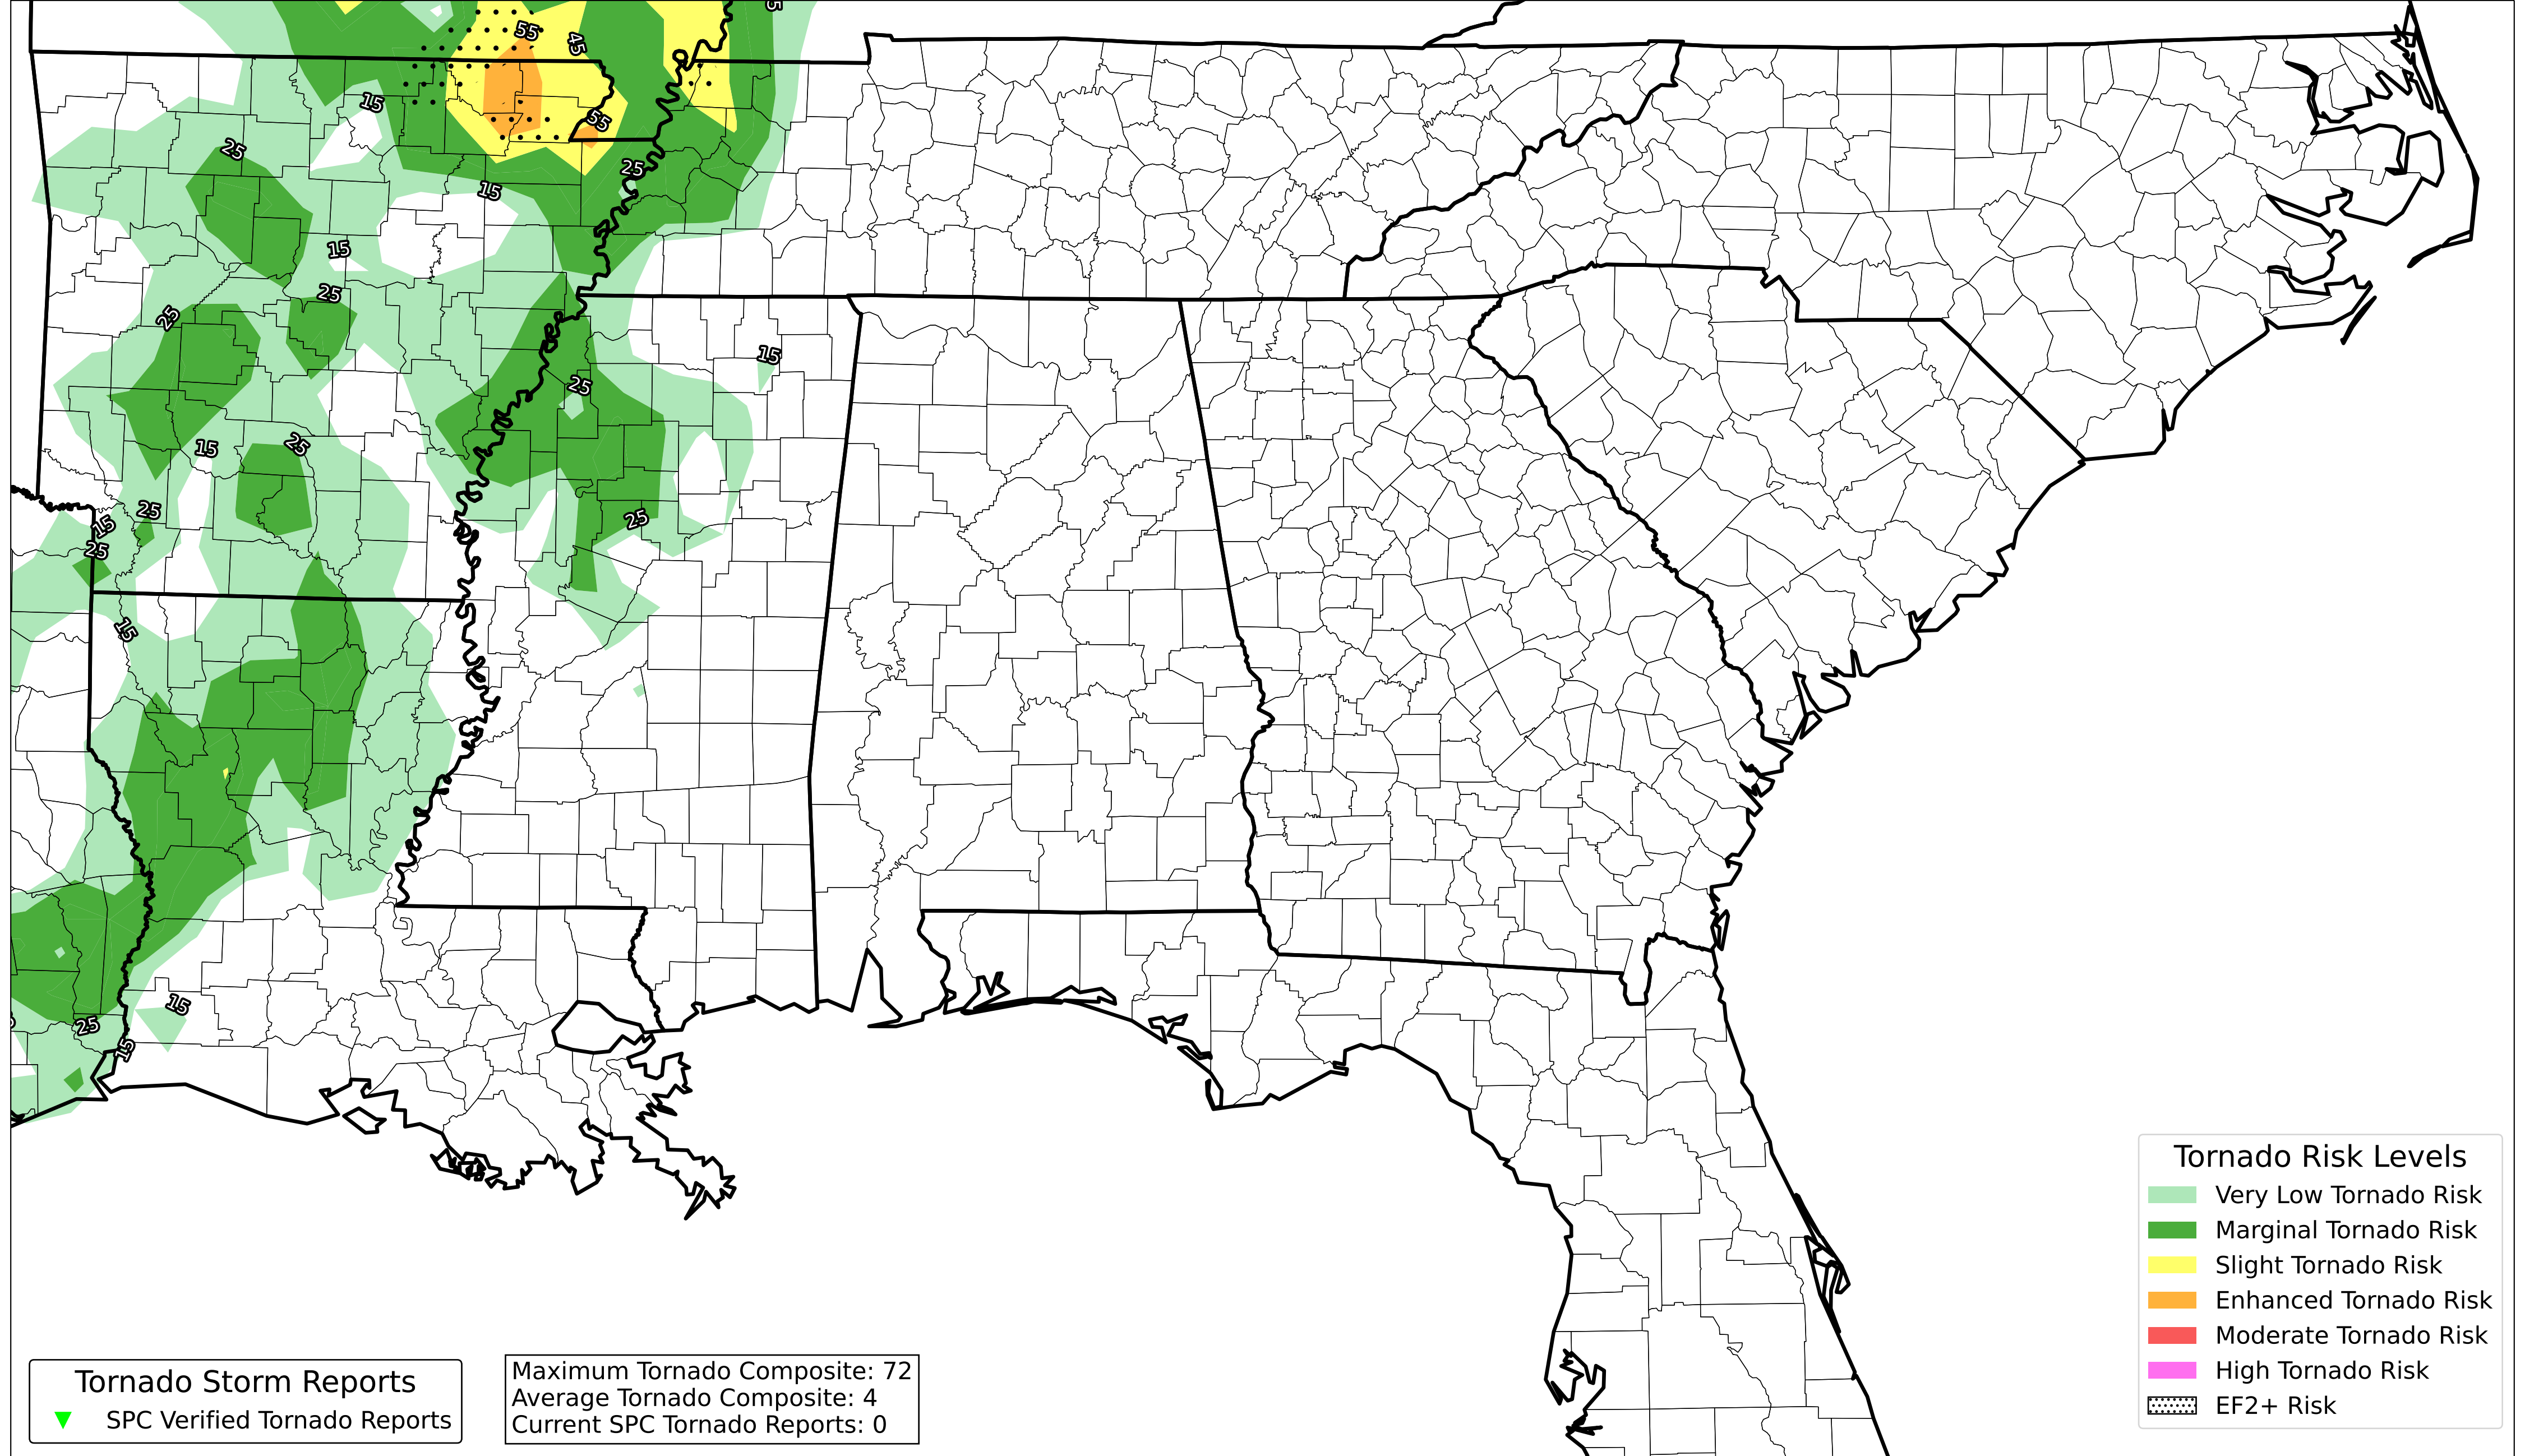 5
55
45
15
55
25
25
15
15
25
25
15
25
15
25
25
15
25
15
25
15
15
25
15
Tornado Storm Reports
SPC Verified Tornado Reports
Maximum Tornado Composite: 72
Average Tornado Composite: 4
Current SPC Tornado Reports: 0
Tornado Risk Levels
Very Low Tornado Risk
Marginal Tornado Risk
Slight Tornado Risk
Enhanced Tornado Risk
Moderate Tornado Risk
High Tornado Risk
EF2+ Risk